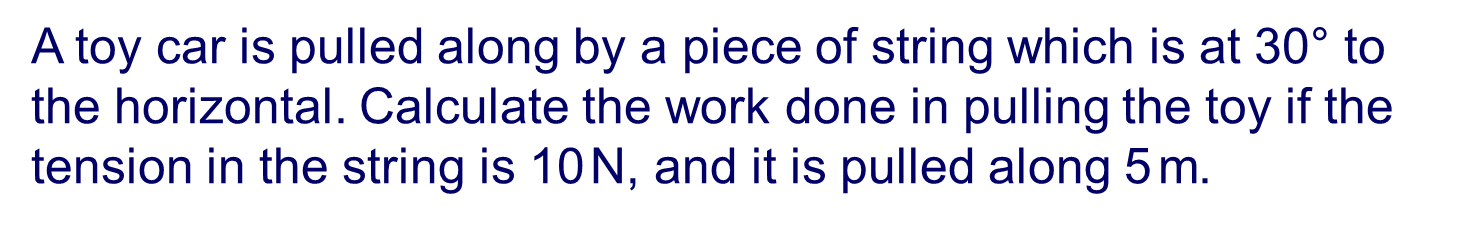 A toy car is pulled along by a piece of string which is at 30° to
the horizontal. Calculate the work done in pulling the toy if the
tension in the string is 10 N, and it is pulled along 5 m.